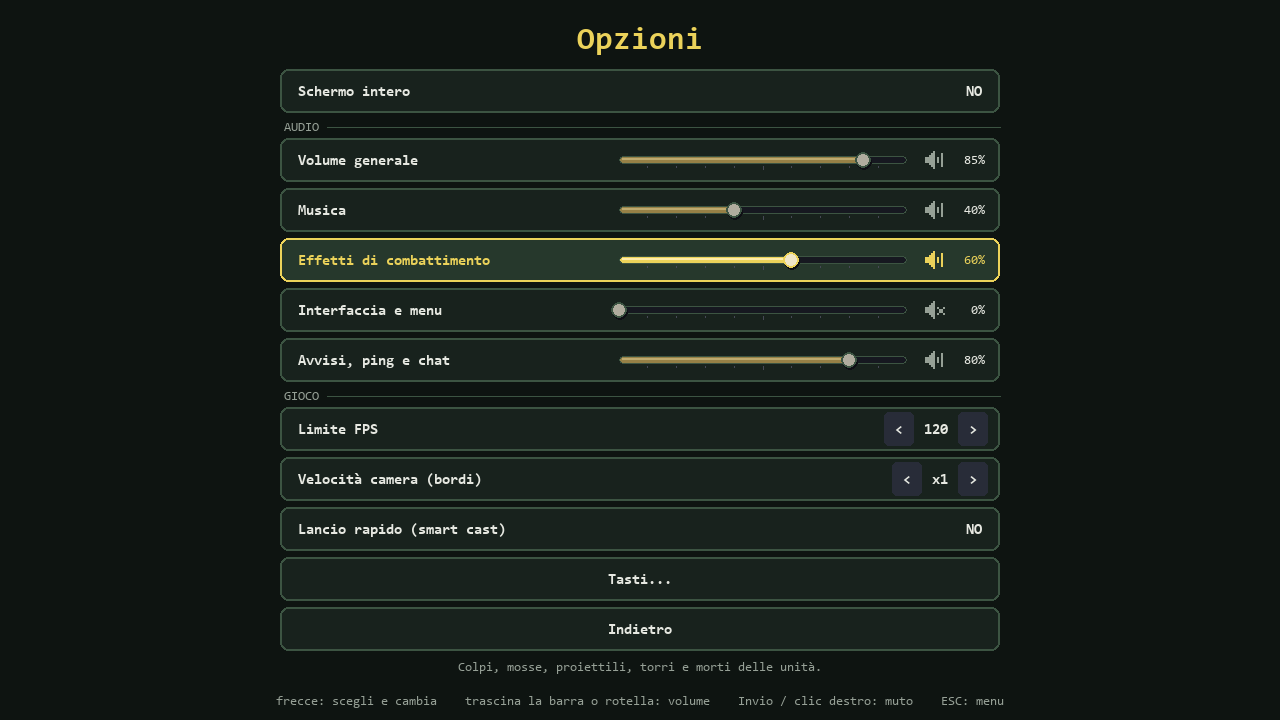 Opzioni
Schermo intero NO
AUDIO
Volume generale 85%
Musica 40%
Effetti di combattimento 60%
Interfaccia e menu 0%
Avvisi, ping e chat 80%
GIOCO
Limite FPS < 120 >
Velocità camera (bordi) < x1 >
Lancio rapido (smart cast) NO
Tasti...
Indietro
Colpi, mosse, proiettili, torri e morti delle unità.
frecce: scegli e cambia trascina la barra o rotella: volume Invio / clic destro: muto ESC: menu